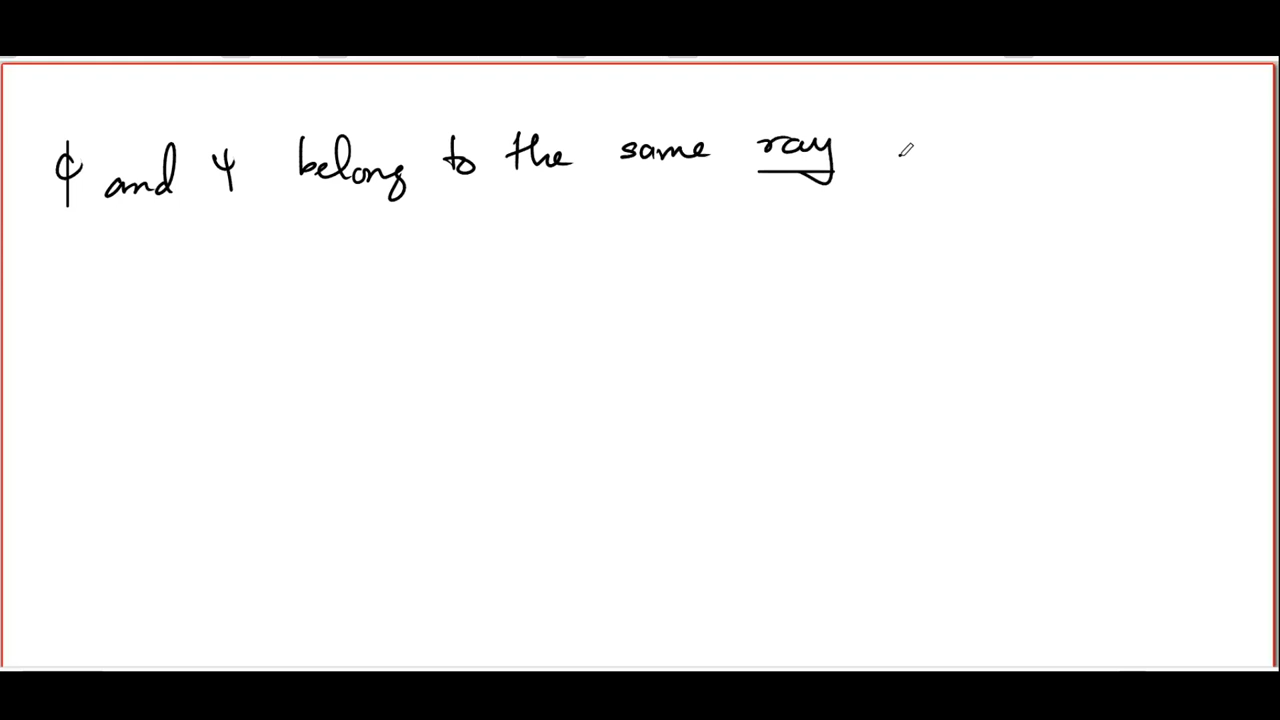 ϕ and ψ belong to the same ray